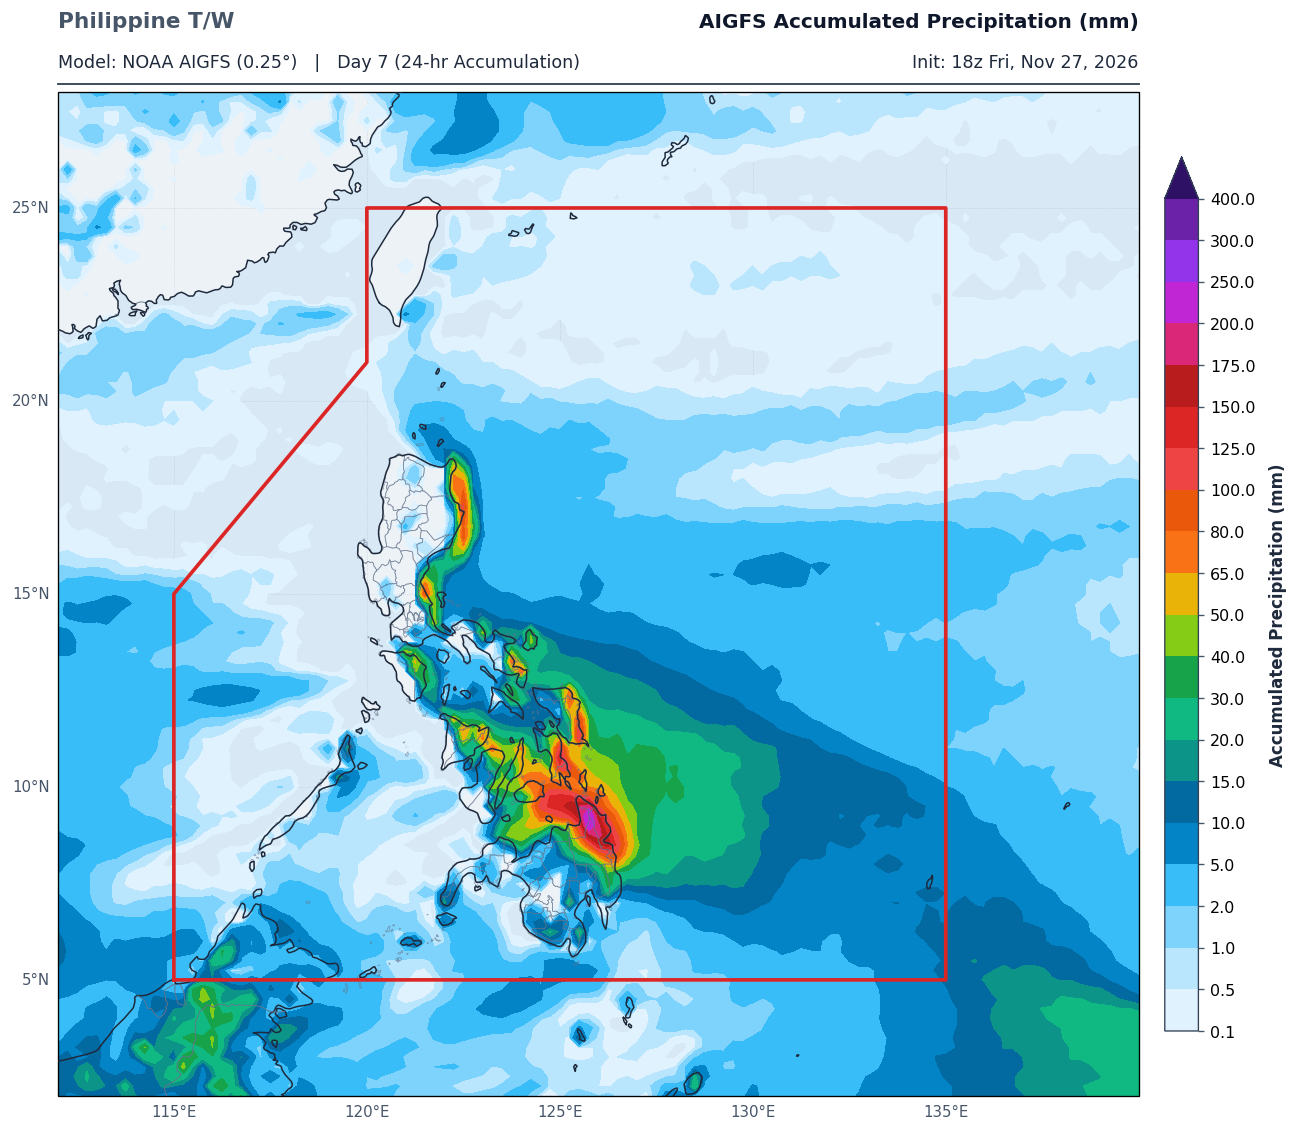 Philippine T/W
AIGFS Accumulated Precipitation (mm)
Model: NOAA AIGFS (0.25°)   |   Day 7 (24-hr Accumulation)
Init: 18z Fri, Nov 27, 2026
25°N
20°N
15°N
10°N
5°N
115°E
120°E
125°E
130°E
135°E
400.0
300.0
250.0
200.0
175.0
150.0
125.0
100.0
80.0
65.0
50.0
40.0
30.0
20.0
15.0
10.0
5.0
2.0
1.0
0.5
0.1
Accumulated Precipitation (mm)